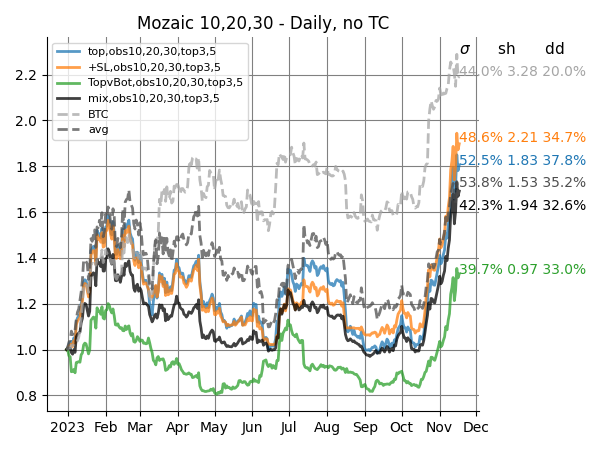 Mozaic 10,20,30 - Daily, no TC
σ sh dd
top,obs10,20,30,top3,5
+SL,obs10,20,30,top3,5
TopvBot,obs10,20,30,top3,5
mix,obs10,20,30,top3,5
BTC
avg
44.0% 3.28 20.0%
48.6% 2.21 34.7%
52.5% 1.83 37.8%
53.8% 1.53 35.2%
42.3% 1.94 32.6%
39.7% 0.97 33.0%
2.2
2.0
1.8
1.6
1.4
1.2
1.0
0.8
2023 Feb Mar Apr May Jun Jul Aug Sep Oct Nov Dec